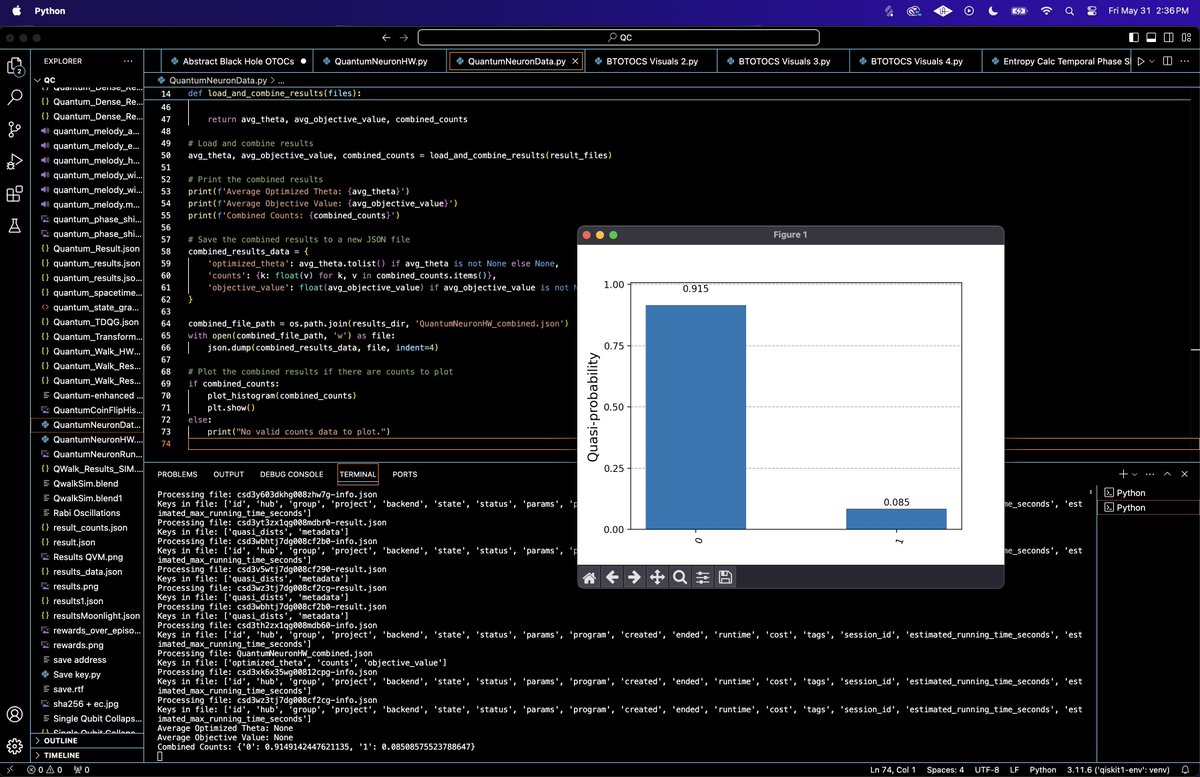 Python
Fri May 31 2:36 PM
QC
EXPLORER
Abstract Black Hole OTOCs
QuantumNeuronHW.py
QuantumNeuronData.py
BTOTOCS Visuals 2.py
BTOTOCS Visuals 3.py
BTOTOCS Visuals 4.py
Entropy Calc Temporal Phase S
2
QC
Quantum_Dense_Re...
Quantum_Dense_Re...
Quantum_Dense_Re...
quantum_melody_a...
quantum_melody_e...
quantum_melody_h...
quantum_melody_wi...
quantum_melody_wi...
quantum_melody.m...
quantum_phase_shi...
quantum_phase_shi...
Quantum_Result.json
quantum_results.json
quantum_results.jso...
quantum_spacetime...
quantum_state_gra...
Quantum_TDQG.json
Quantum_Transform...
Quantum_Walk_HW...
Quantum_Walk_Res...
Quantum_Walk_Res...
Quantum-enhanced ...
QuantumCoinFlipHis...
QuantumNeuronDat...
QuantumNeuronHW....
QuantumNeuronRun...
QWalk_Results_SIM...
QwalkSim.blend
QwalkSim.blend1
Rabi Oscillations
result_counts.json
result.json
Results QVM.png
results_data.json
results.png
results1.json
resultsMoonlight.json
rewards_over_episo...
rewards.png
save address
Save key.py
save.rtf
sha256 + ec.jpg
Single Qubit Collaps...
Single Qubit Collaps...
OUTLINE
TIMELINE
QuantumNeuronData.py > ...
14 def load_and_combine_results(files):
46
47 return avg_theta, avg_objective_value, combined_counts
48
49 # Load and combine results
50 avg_theta, avg_objective_value, combined_counts = load_and_combine_results(result_files)
51
52 # Print the combined results
53 print(f'Average Optimized Theta: {avg_theta}')
54 print(f'Average Objective Value: {avg_objective_value}')
55 print(f'Combined Counts: {combined_counts}')
56
57 # Save the combined results to a new JSON file
58 combined_results_data = {
59 'optimized_theta': avg_theta.tolist() if avg_theta is not None else None,
60 'counts': {k: float(v) for k, v in combined_counts.items()},
61 'objective_value': float(avg_objective_value) if avg_objective_value is not N
62 }
63
64 combined_file_path = os.path.join(results_dir, 'QuantumNeuronHW_combined.json')
65 with open(combined_file_path, 'w') as file:
66 json.dump(combined_results_data, file, indent=4)
67
68 # Plot the combined results if there are counts to plot
69 if combined_counts:
70 plot_histogram(combined_counts)
71 plt.show()
72 else:
73 print("No valid counts data to plot.")
74
Figure 1
1.00
0.75
0.50
0.25
0.00
Quasi-probability
0.915
0.085
0
1
PROBLEMS OUTPUT DEBUG CONSOLE TERMINAL PORTS
Python
Python
Processing file: csd3y603dkhg008zhw7g-info.json
Keys in file: ['id', 'hub', 'group', 'project', 'backend', 'state', 'status', 'params', 'p me_seconds', 'est
imated_max_running_time_seconds']
Processing file: csd3yt3zx1qg008mdbr0-result.json
Keys in file: ['quasi_dists', 'metadata']
Processing file: csd3wbhtj7dg008cf2b0-info.json
Keys in file: ['id', 'hub', 'group', 'project', 'backend', 'state', 'status', 'params', 'p me_seconds', 'est
imated_max_running_time_seconds']
Processing file: csd3v5wtj7dg008cf290-result.json
Keys in file: ['quasi_dists', 'metadata']
Processing file: csd3wz3tj7dg008cf2cg-result.json
Keys in file: ['quasi_dists', 'metadata']
Processing file: csd3wbhtj7dg008cf2b0-result.json
Keys in file: ['quasi_dists', 'metadata']
Processing file: csd3th2zx1qg008mdb60-info.json
Keys in file: ['id', 'hub', 'group', 'project', 'backend', 'state', 'status', 'params', 'program', 'created', 'ended', 'runtime', 'cost', 'tags', 'session_id', 'estimated_running_time_seconds', 'est
imated_max_running_time_seconds']
Processing file: QuantumNeuronHW_combined.json
Keys in file: ['optimized_theta', 'counts', 'objective_value']
Processing file: csd3xk6x35wg00812cpg-info.json
Keys in file: ['id', 'hub', 'group', 'project', 'backend', 'state', 'status', 'params', 'program', 'created', 'ended', 'runtime', 'cost', 'tags', 'session_id', 'estimated_running_time_seconds', 'est
imated_max_running_time_seconds']
Processing file: csd3wz3tj7dg008cf2cg-info.json
Keys in file: ['id', 'hub', 'group', 'project', 'backend', 'state', 'status', 'params', 'program', 'created', 'ended', 'runtime', 'cost', 'tags', 'session_id', 'estimated_running_time_seconds', 'est
imated_max_running_time_seconds']
Average Optimized Theta: None
Average Objective Value: None
Combined Counts: {'0': 0.9149142447621135, '1': 0.08508575523788647}
0 0 0
Ln 74, Col 1 Spaces: 4 UTF-8 LF Python 3.11.6 ('qiskit1-env': venv)